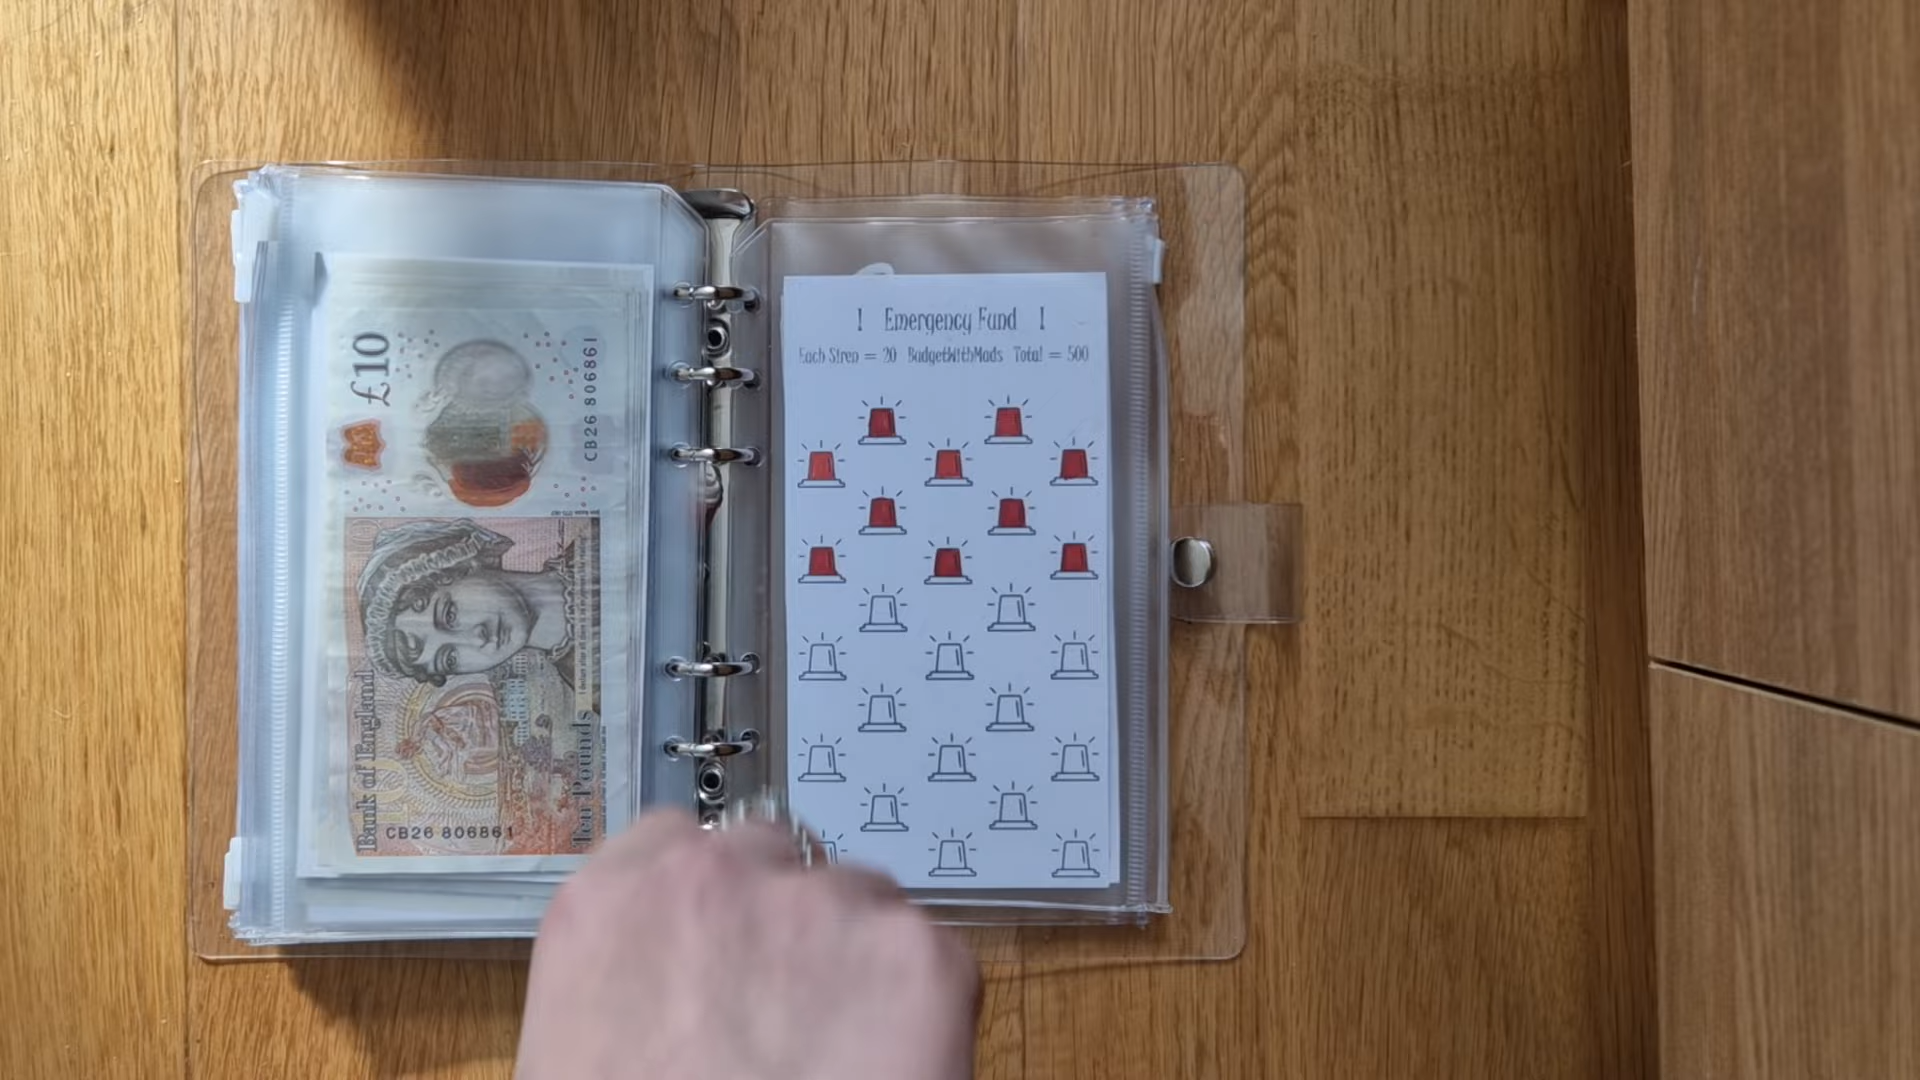 £10
CB26 806861
Bank of England
CB26 806861
Ten Pounds
! Emergency Fund !
Each Siren = 20 BudgetWithMads Total = 500